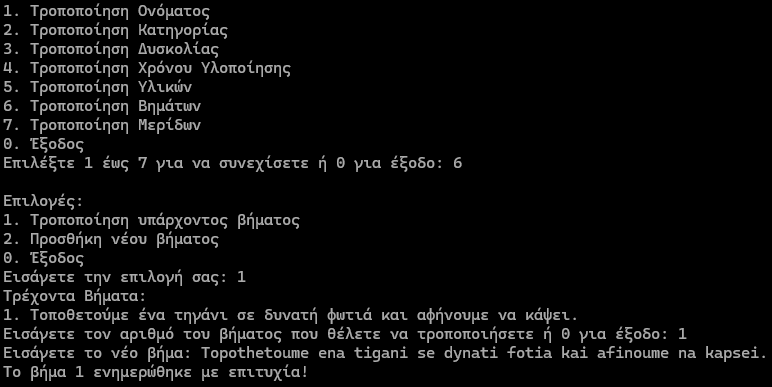 1. Τροποποίηση Ονόματος
2. Τροποποίηση Κατηγορίας
3. Τροποποίηση Δυσκολίας
4. Τροποποίηση Χρόνου Υλοποίησης
5. Τροποποίηση Υλικών
6. Τροποποίηση Βημάτων
7. Τροποποίηση Μερίδων
0. Έξοδος
Επιλέξτε 1 έως 7 για να συνεχίσετε ή 0 για έξοδο: 6

Επιλογές:
1. Τροποποίηση υπάρχοντος βήματος
2. Προσθήκη νέου βήματος
0. Έξοδος
Εισάγετε την επιλογή σας: 1
Τρέχοντα Βήματα:
1. Τοποθετούμε ένα τηγάνι σε δυνατή φωτιά και αφήνουμε να κάψει.
Εισάγετε τον αριθμό του βήματος που θέλετε να τροποποιήσετε ή 0 για έξοδο: 1
Εισάγετε το νέο βήμα: Topothetoume ena tigani se dynati fotia kai afinoume na kapsei.
Το βήμα 1 ενημερώθηκε με επιτυχία!